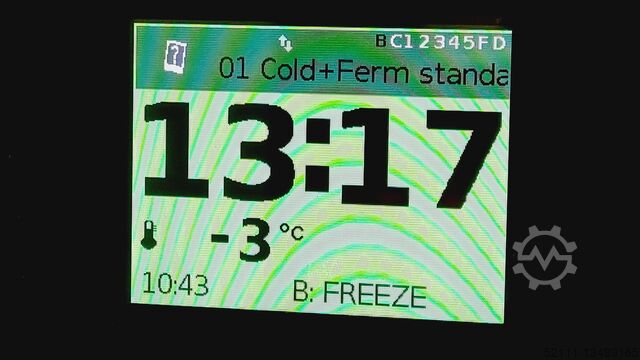 BC12345FD
01 Cold+Ferm standa
13:17
-3°C
10:43 B: FREEZE